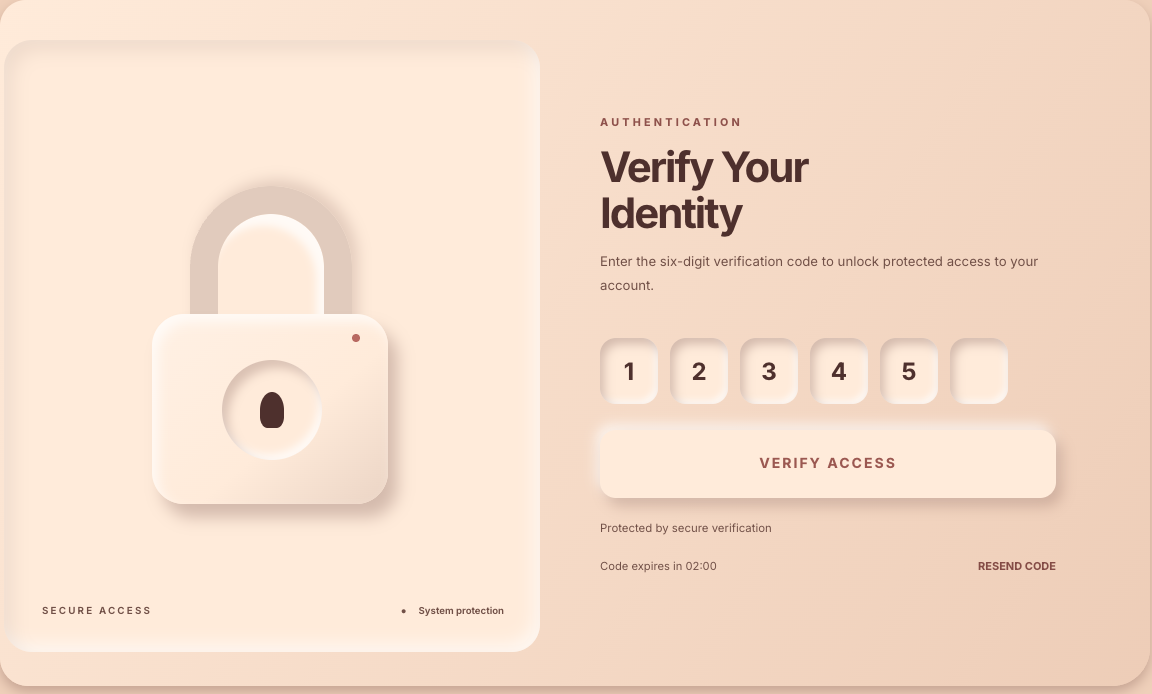 AUTHENTICATION
Verify Your
Identity
Enter the six-digit verification code to unlock protected access to your
account.
1 2 3 4 5
VERIFY ACCESS
Protected by secure verification
Code expires in 02:00 RESEND CODE
SECURE ACCESS • System protection